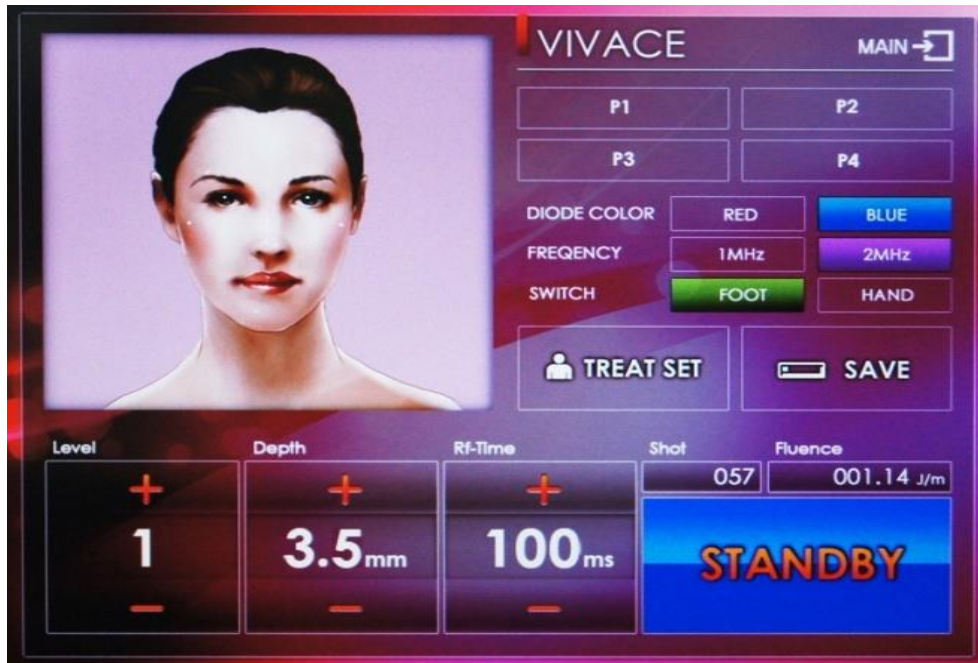 VIVACE
MAIN
P1 P2
P3 P4
DIODE COLOR RED BLUE
FREQENCY 1MHz 2MHz
SWITCH FOOT HAND
TREAT SET SAVE
Level Depth Rf-Time Shot Fluence
057 001.14 J/m
+ + +
1 3.5mm 100ms STANDBY
− − −